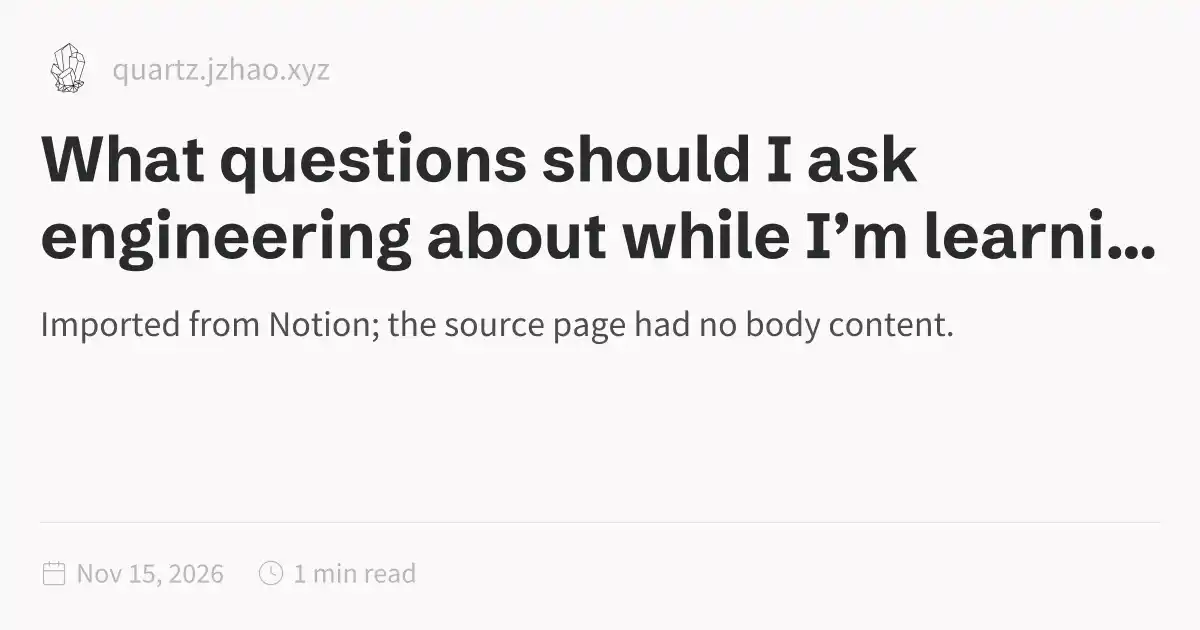 quartz.jzhao.xyz
What questions should I ask
engineering about while I’m learni...
Imported from Notion; the source page had no body content.
Nov 15, 2026 1 min read